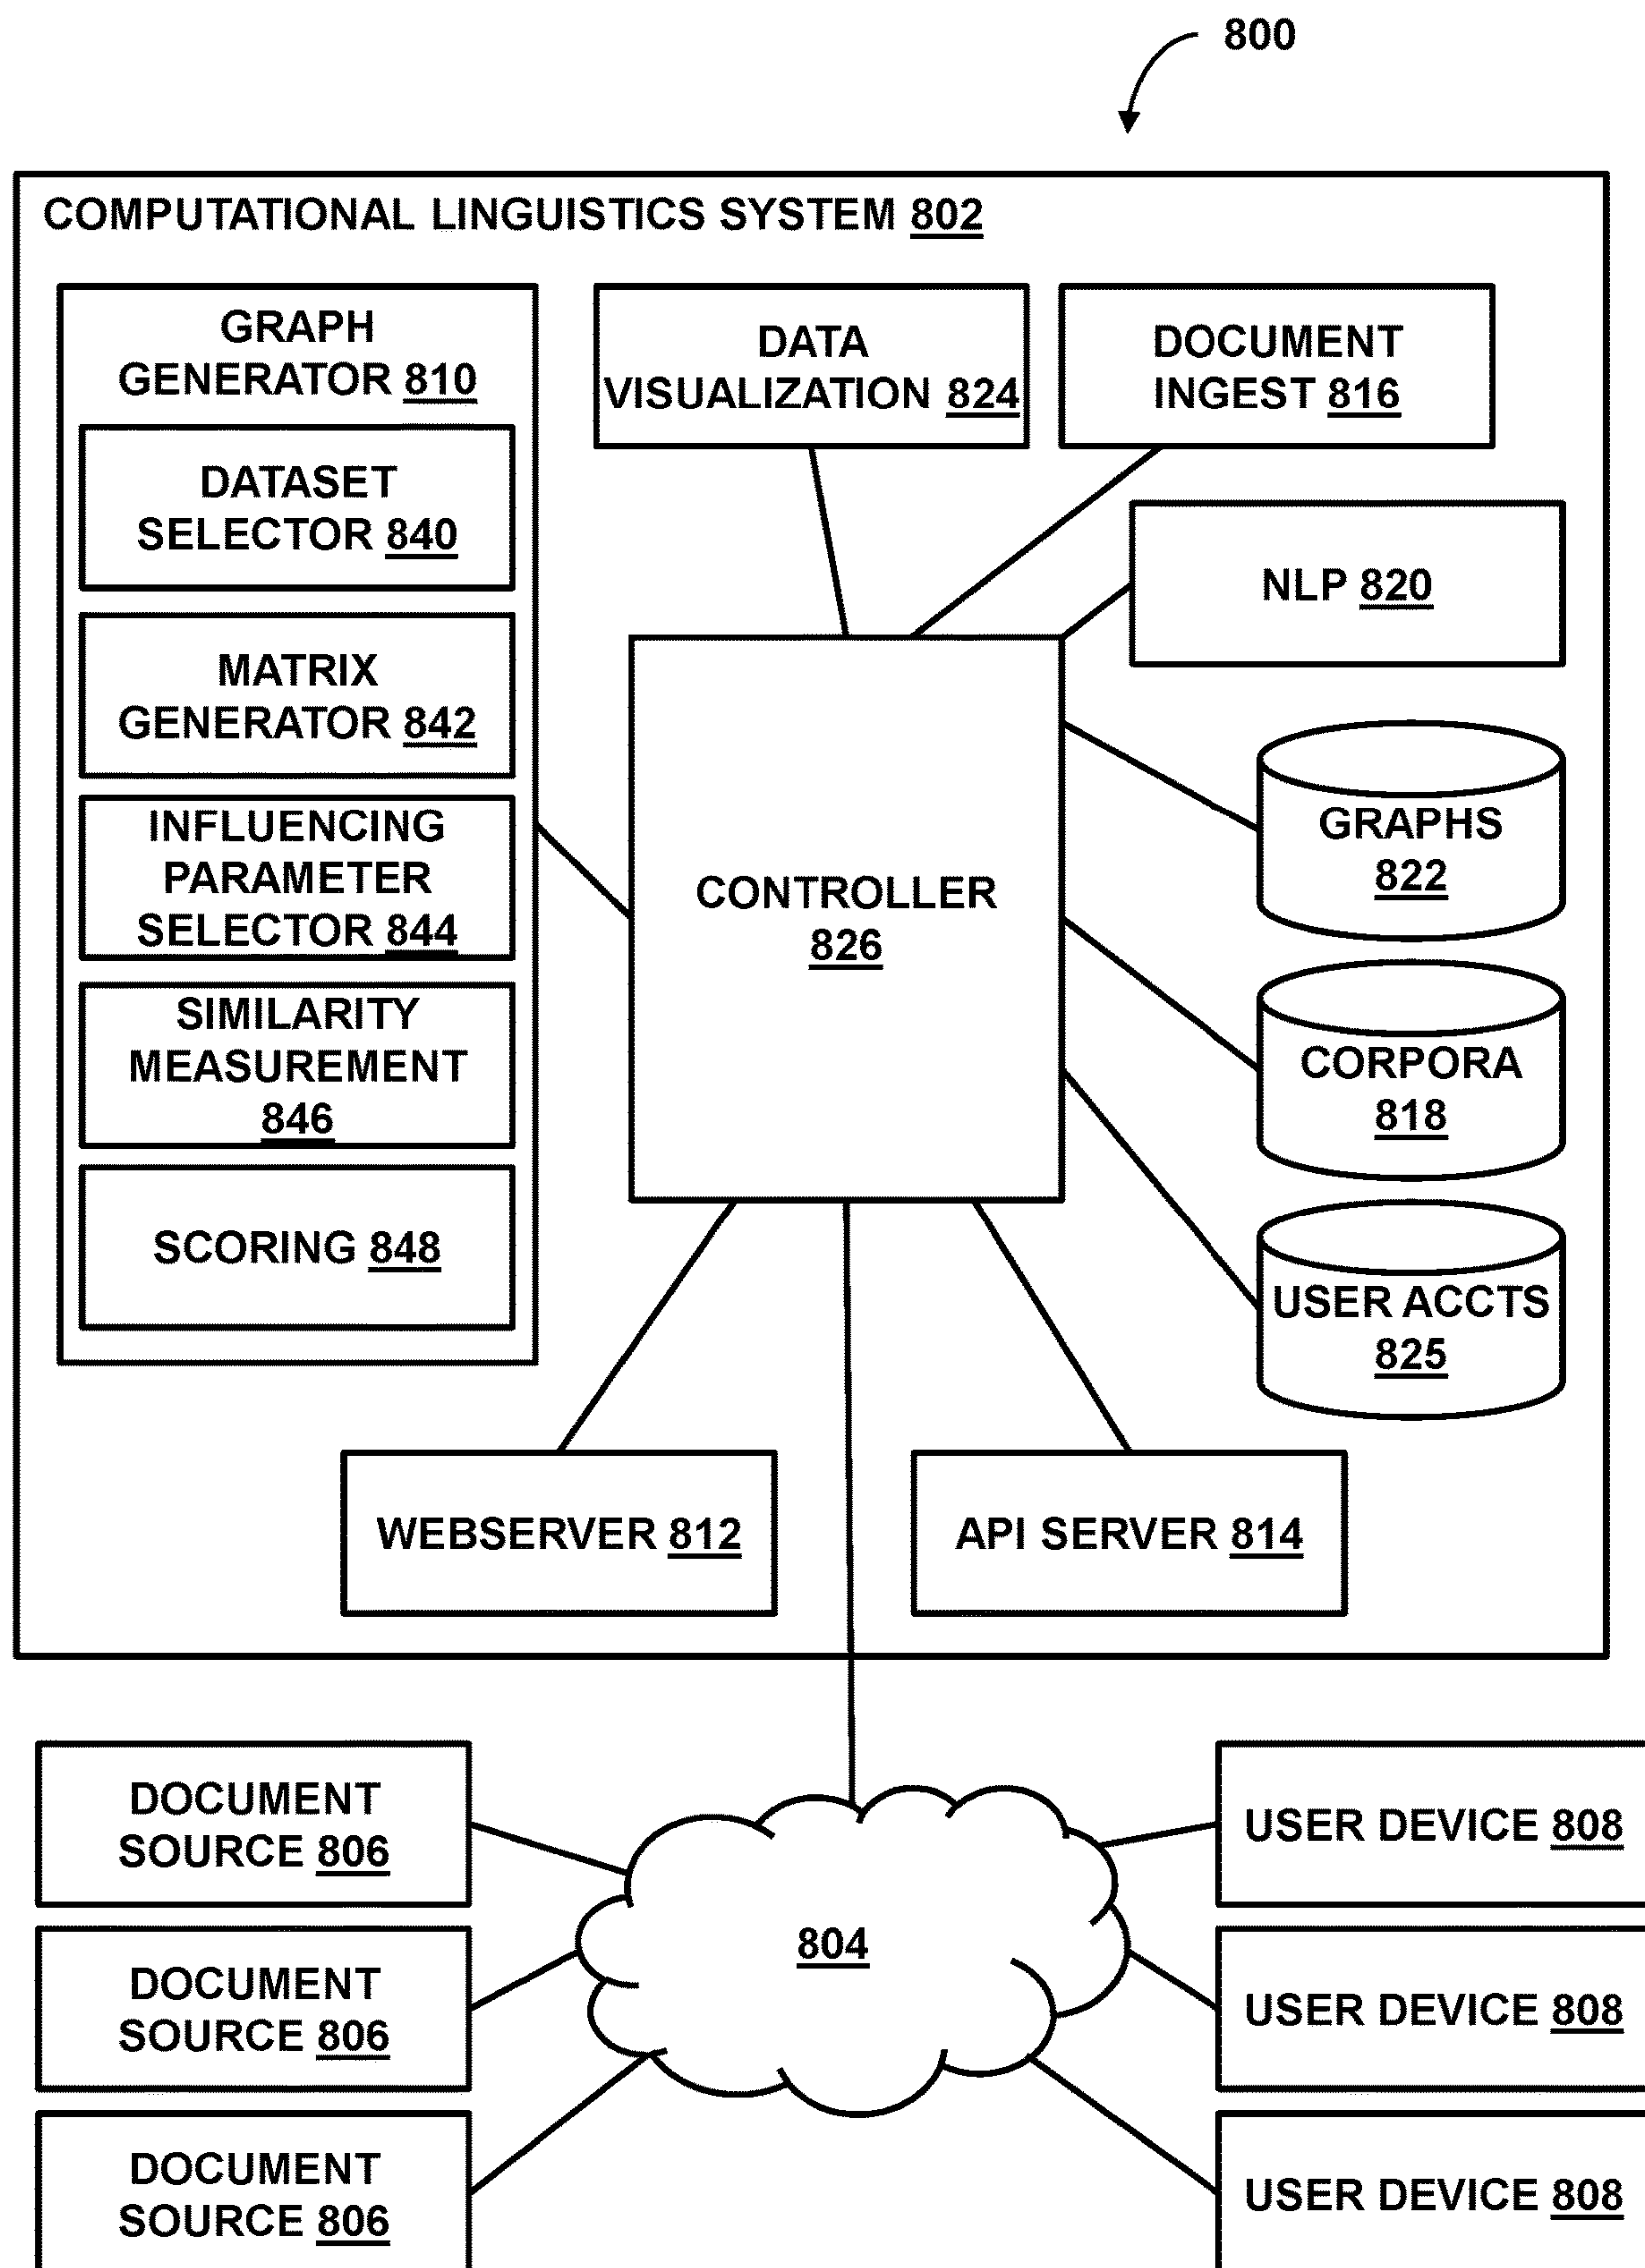 800
COMPUTATIONAL LINGUISTICS SYSTEM 802
GRAPH
GENERATOR 810
DATASET
SELECTOR 840
MATRIX
GENERATOR 842
INFLUENCING
PARAMETER
SELECTOR 844
SIMILARITY
MEASUREMENT
846
SCORING 848
DATA
VISUALIZATION 824
DOCUMENT
INGEST 816
NLP 820
CONTROLLER
826
GRAPHS
822
CORPORA
818
USER ACCTS
825
WEBSERVER 812
API SERVER 814
DOCUMENT
SOURCE 806
DOCUMENT
SOURCE 806
DOCUMENT
SOURCE 806
804
USER DEVICE 808
USER DEVICE 808
USER DEVICE 808